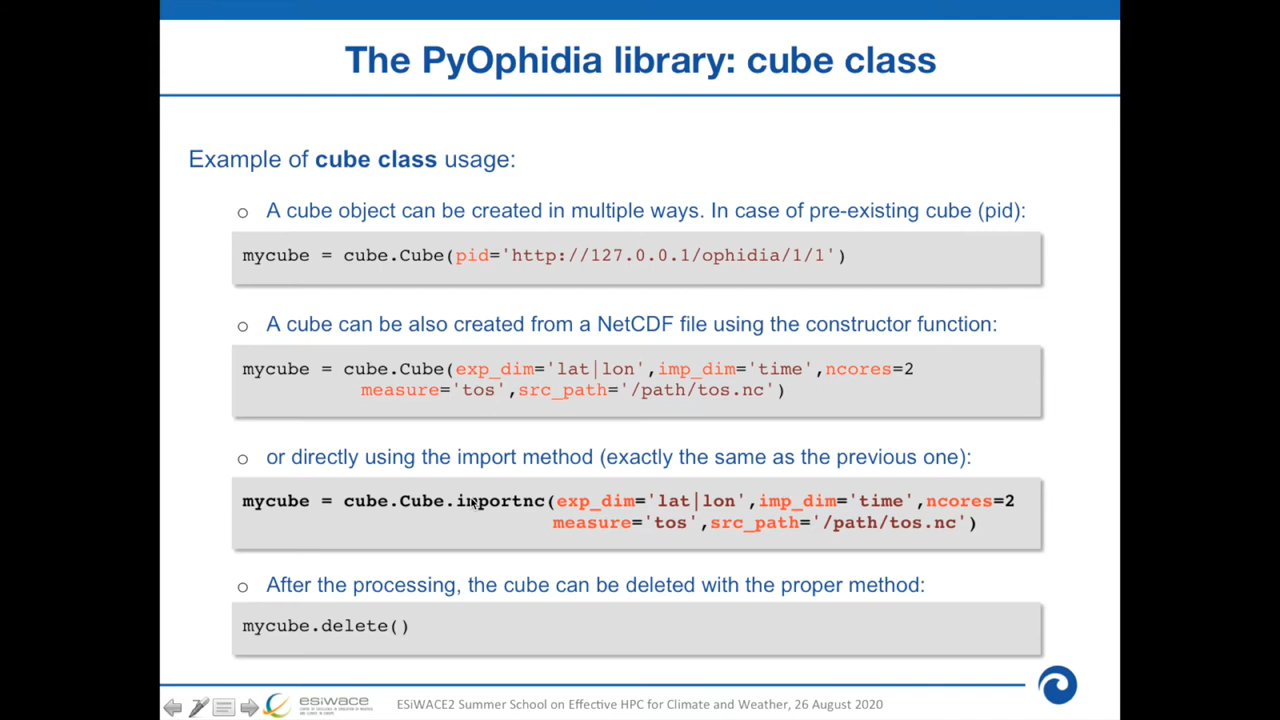 The PyOphidia library: cube class
Example of cube class usage:
○ A cube object can be created in multiple ways. In case of pre-existing cube (pid):
mycube = cube.Cube(pid='http://127.0.0.1/ophidia/1/1')
○ A cube can be also created from a NetCDF file using the constructor function:
mycube = cube.Cube(exp_dim='lat|lon',imp_dim='time',ncores=2
measure='tos',src_path='/path/tos.nc')
○ or directly using the import method (exactly the same as the previous one):
mycube = cube.Cube.importnc(exp_dim='lat|lon',imp_dim='time',ncores=2
measure='tos',src_path='/path/tos.nc')
○ After the processing, the cube can be deleted with the proper method:
mycube.delete()
esiwace
ESiWACE2 Summer School on Effective HPC for Climate and Weather, 26 August 2020